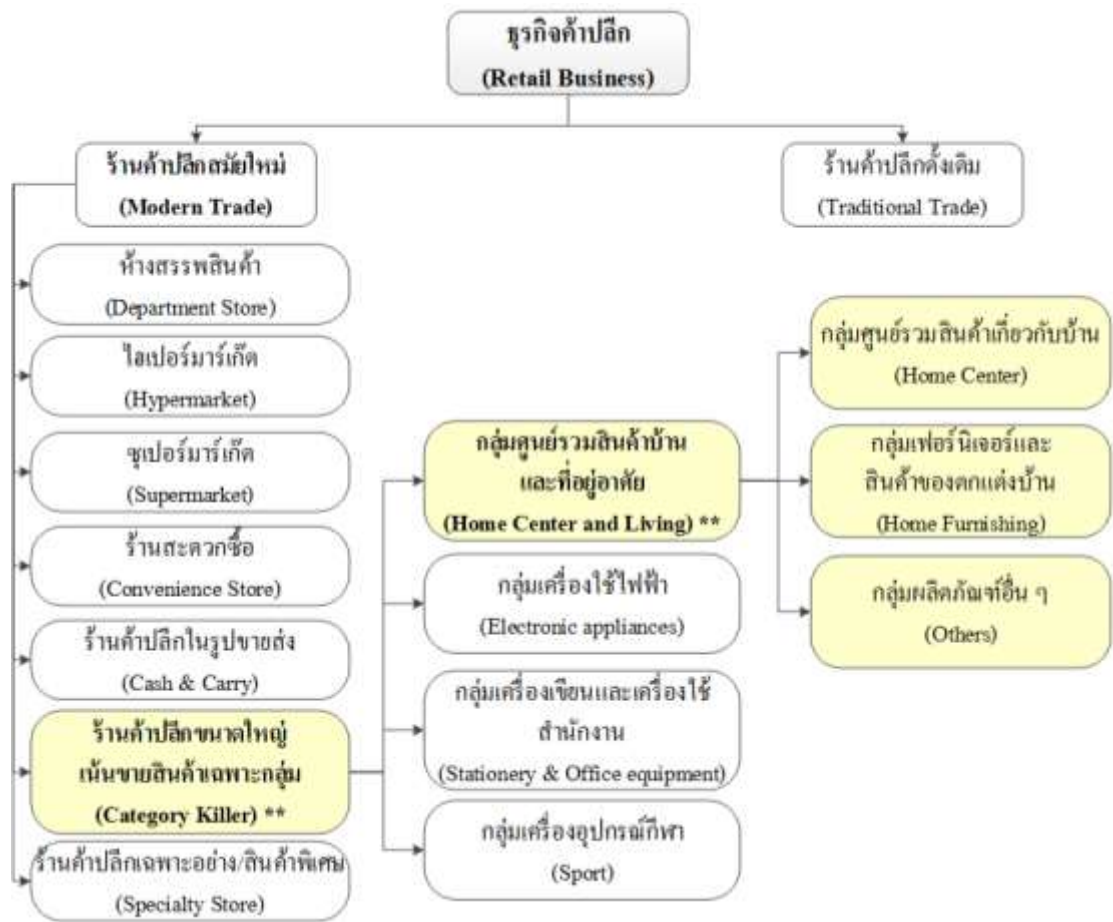 ธุรกิจค้าปลีก
(Retail Business)
ร้านค้าปลีกสมัยใหม่
(Modern Trade)
ร้านค้าปลีกดั้งเดิม
(Traditional Trade)
ห้างสรรพสินค้า
(Department Store)
ไฮเปอร์มาร์เก็ต
(Hypermarket)
ซุเปอร์มาร์เก็ต
(Supermarket)
ร้านสะดวกซื้อ
(Convenience Store)
ร้านค้าปลีกในรูปขายส่ง
(Cash & Carry)
ร้านค้าปลีกขนาดใหญ่
เน้นขายสินค้าเฉพาะกลุ่ม
(Category Killer) **
ร้านค้าปลีกเฉพาะอย่าง/สินค้าพิเศษ
(Specialty Store)
กลุ่มศูนย์รวมสินค้าบ้าน
และที่อยู่อาศัย
(Home Center and Living) **
กลุ่มเครื่องใช้ไฟฟ้า
(Electronic appliances)
กลุ่มเครื่องเขียนและเครื่องใช้
สำนักงาน
(Stationery & Office equipment)
กลุ่มเครื่องอุปกรณ์กีฬา
(Sport)
กลุ่มศูนย์รวมสินค้าเกี่ยวกับบ้าน
(Home Center)
กลุ่มเฟอร์นิเจอร์และ
สินค้าของตกแต่งบ้าน
(Home Furnishing)
กลุ่มผลิตภัณฑ์อื่น ๆ
(Others)